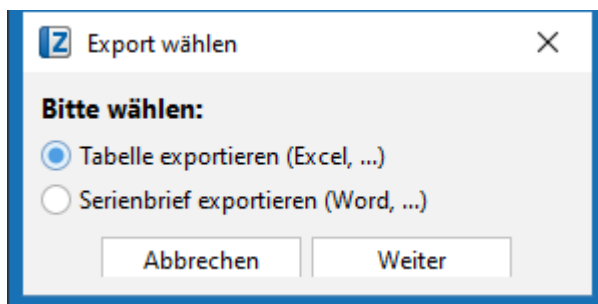 Z Export wählen
Bitte wählen:
Tabelle exportieren (Excel, ...)
Serienbrief exportieren (Word, ...)
Abbrechen Weiter